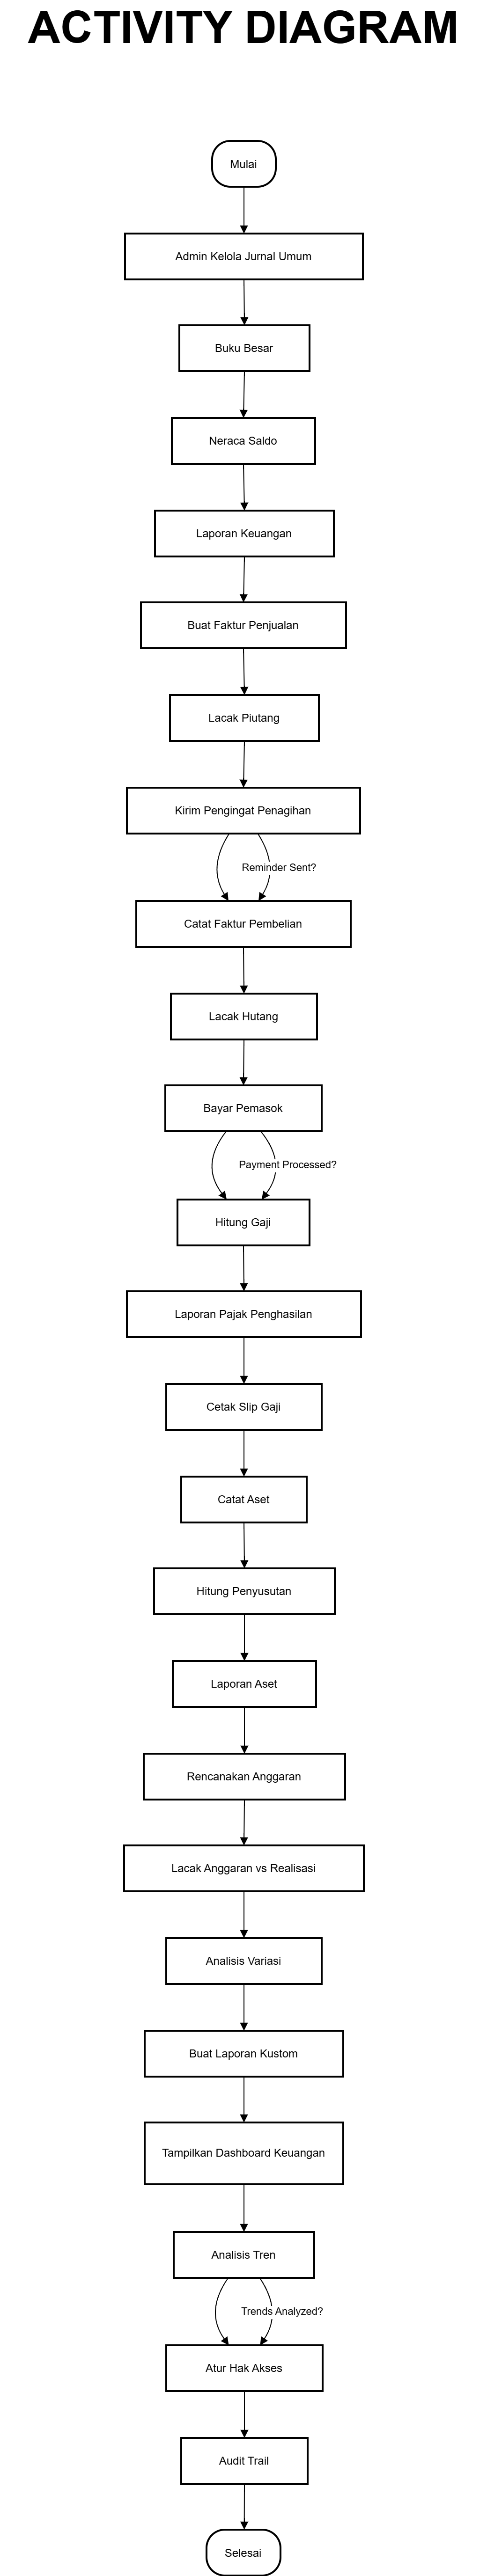 ACTIVITY DIAGRAM
Mulai
Admin Kelola Jurnal Umum
Buku Besar
Neraca Saldo
Laporan Keuangan
Buat Faktur Penjualan
Lacak Piutang
Kirim Pengingat Penagihan
Reminder Sent?
Catat Faktur Pembelian
Lacak Hutang
Bayar Pemasok
Payment Processed?
Hitung Gaji
Laporan Pajak Penghasilan
Cetak Slip Gaji
Catat Aset
Hitung Penyusutan
Laporan Aset
Rencanakan Anggaran
Lacak Anggaran vs Realisasi
Analisis Variasi
Buat Laporan Kustom
Tampilkan Dashboard Keuangan
Analisis Tren
Trends Analyzed?
Atur Hak Akses
Audit Trail
Selesai